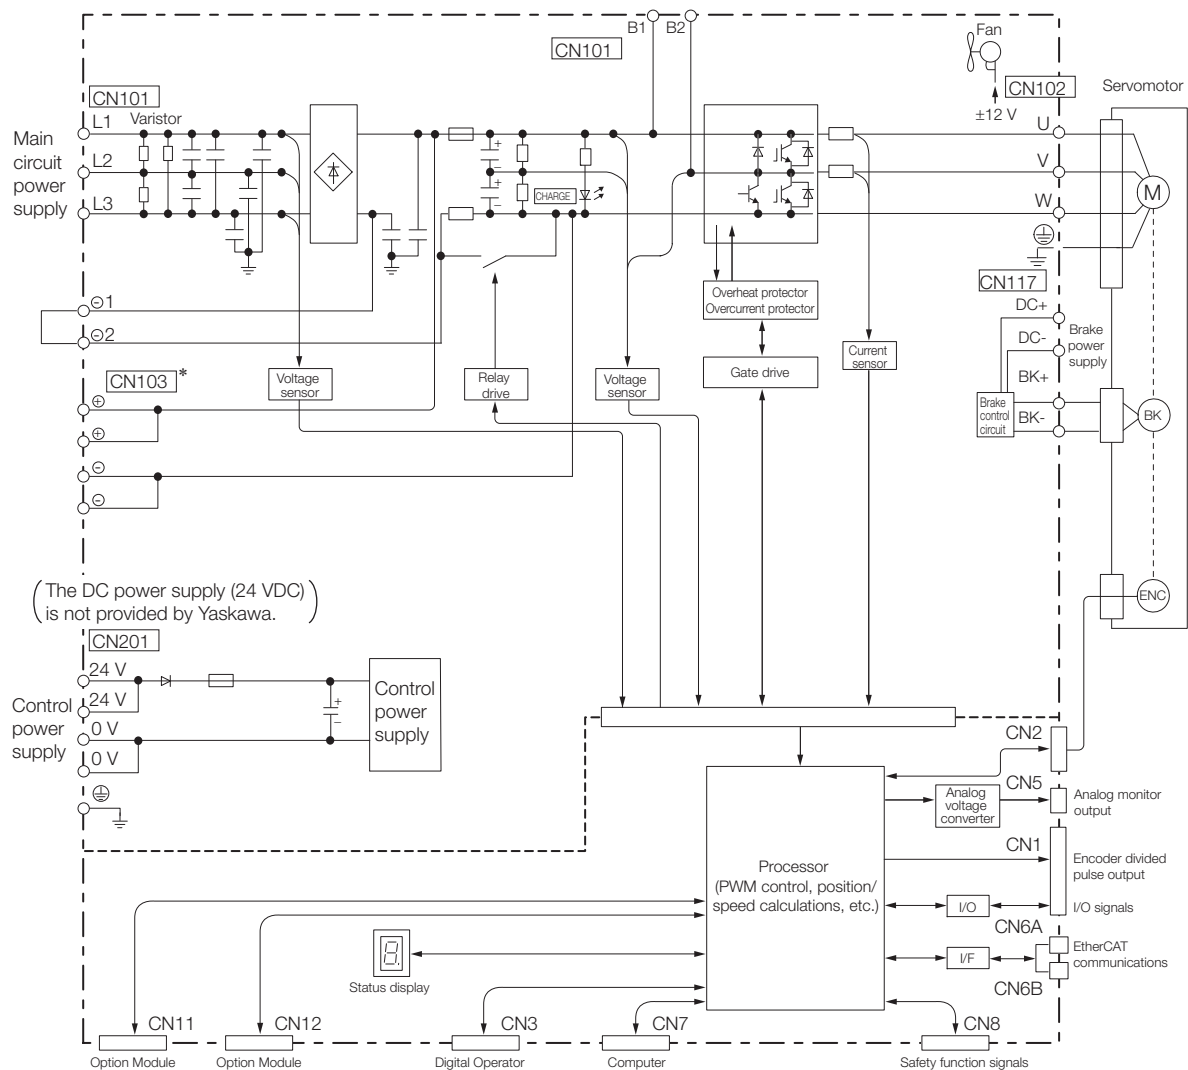 B1
B2
CN101
Fan
±12 V
CN102
Servomotor
CN101
Varistor
Main
circuit
power
supply
L1
L2
L3
+
−
+
−
CHARGE
U
V
W
M
⊖1
⊖2
Overheat protector
Overcurrent protector
Gate drive
Current
sensor
CN117
DC+
DC-
BK+
BK-
Brake
power
supply
Brake
control
circuit
BK
CN103 *
Voltage
sensor
Relay
drive
Voltage
sensor
⊕
⊕
⊖
⊖
(The DC power supply (24 VDC)
is not provided by Yaskawa.)
CN201
Control
power
supply
24 V
24 V
0 V
0 V
+
−
Control
power
supply
ENC
CN2
CN5
Analog
voltage
converter
Analog monitor
output
CN1
Encoder divided
pulse output
Processor
(PWM control, position/
speed calculations, etc.)
I/O
I/O signals
CN6A
I/F
EtherCAT
communications
CN6B
8.
Status display
CN11
Option Module
CN12
Option Module
CN3
Digital Operator
CN7
Computer
CN8
Safety function signals